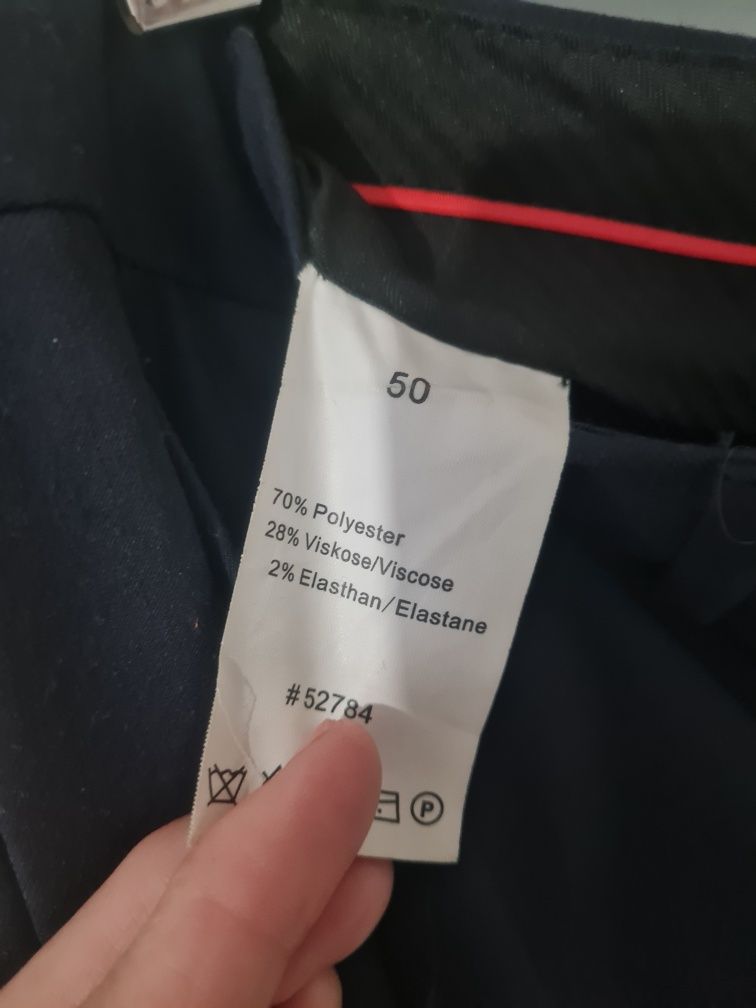 50
70% Polyester
28% Viskose/Viscose
2% Elasthan/Elastane
#52784
P